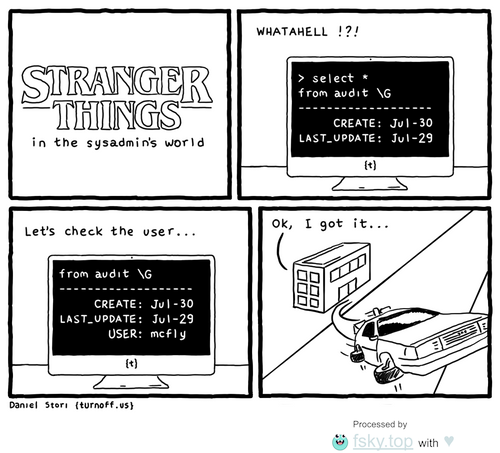 STRANGER
THINGS
in the sysadmin's world
WHATAHELL !?!
> select *
from audit \G
-------------------
CREATE: Jul-30
LAST_UPDATE: Jul-29
{t}
Let's check the user...
from audit \G
-------------------
CREATE: Jul-30
LAST_UPDATE: Jul-29
USER: mcfly
{t}
Ok, I got it...
Daniel Stori {turnoff.us}
Processed by
fsky.top with ♥